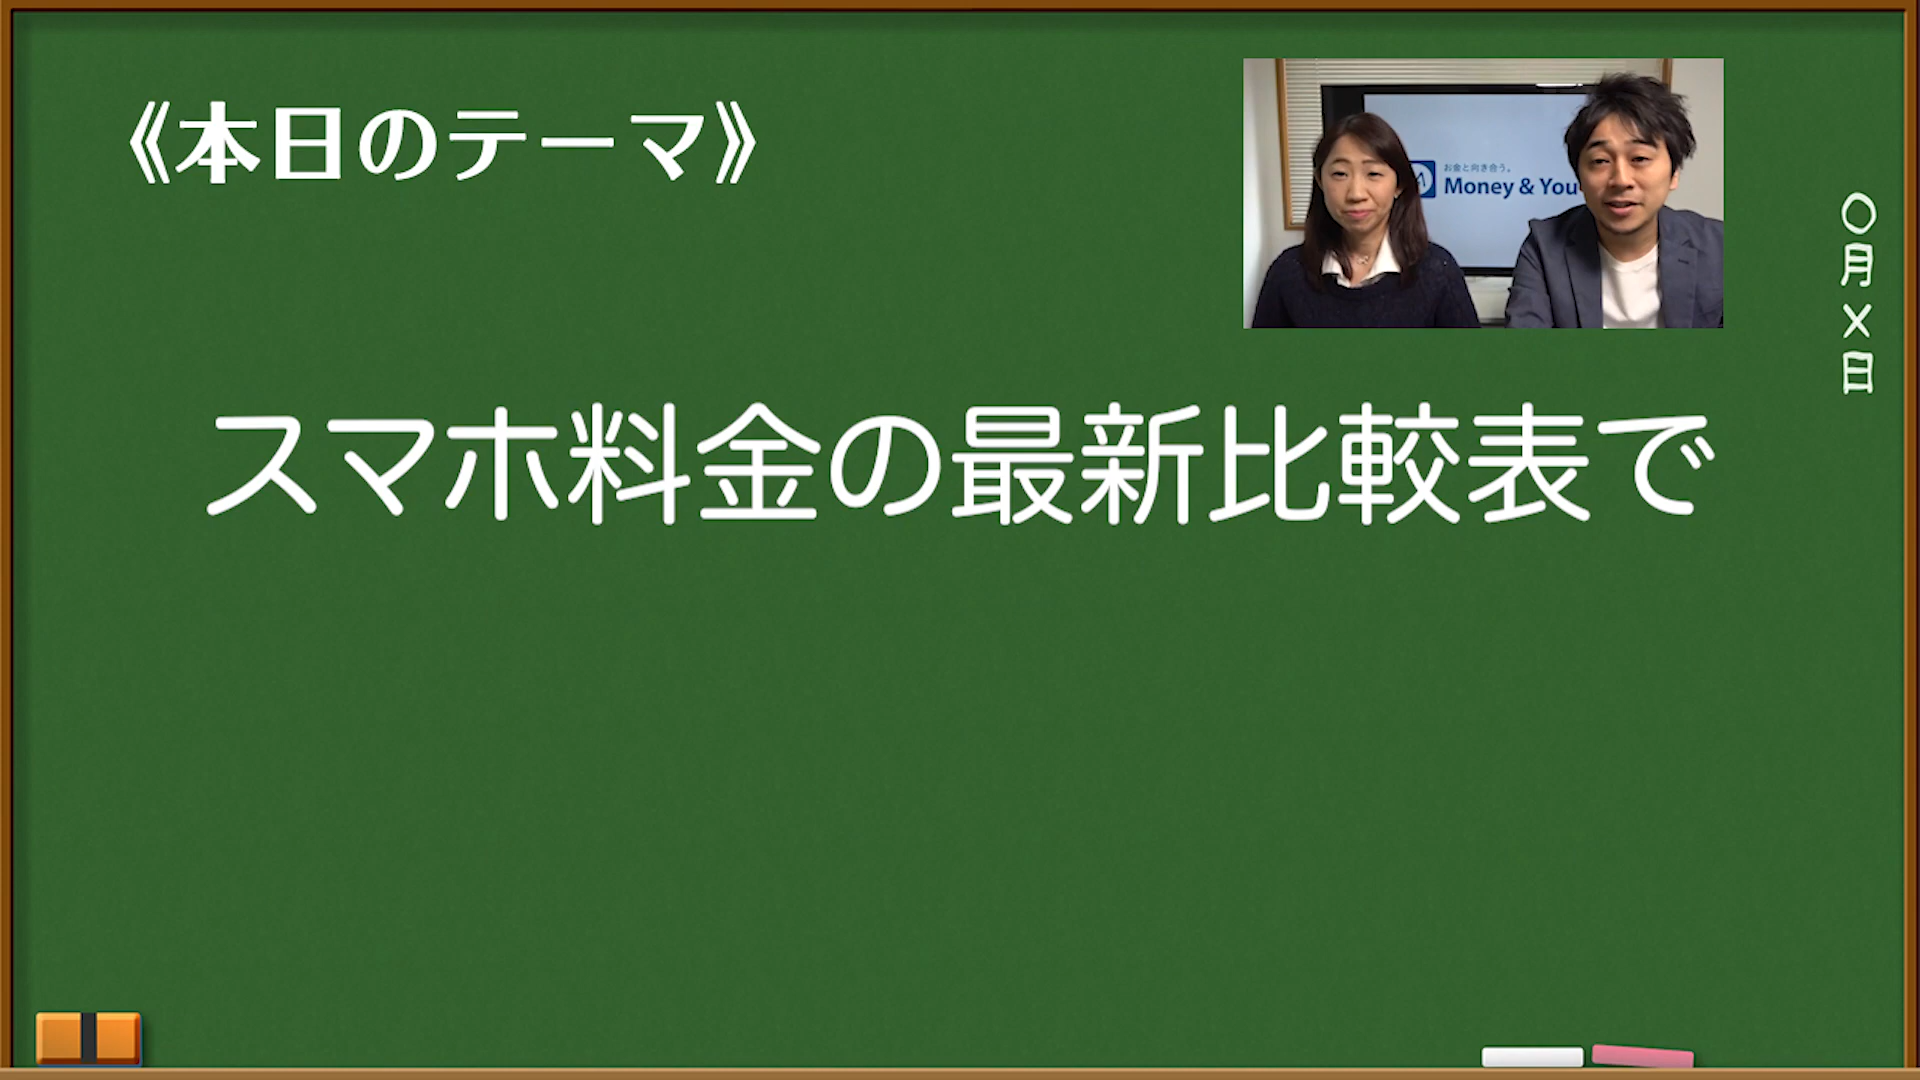 《本日のテーマ》
お金と向き合う。
Money & You
〇月×日
スマホ料金の最新比較表で